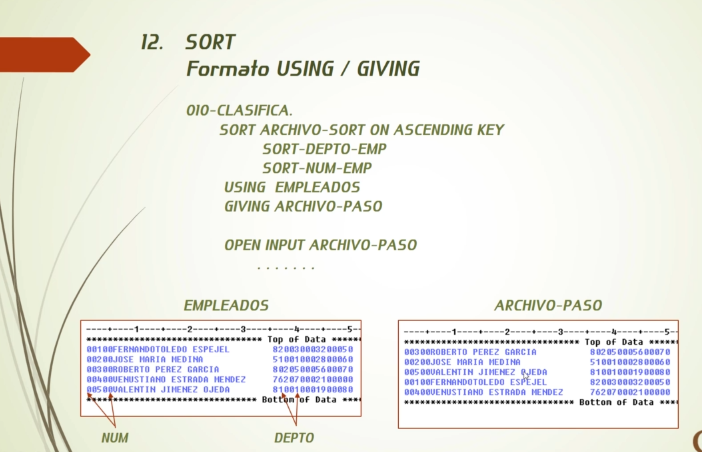 12. SORT
Formato USING / GIVING
010-CLASIFICA.
SORT ARCHIVO-SORT ON ASCENDING KEY
SORT-DEPTO-EMP
SORT-NUM-EMP
USING EMPLEADOS
GIVING ARCHIVO-PASO
OPEN INPUT ARCHIVO-PASO
. . . . . . .
EMPLEADOS
----+----1----+----2----+----3----+----4----+----5-
******************************** Top of Data *****
00100FERNANDOTOLEDO ESPEJEL 820030003200050
00200JOSE MARIA MEDINA 510010002800060
00300ROBERTO PEREZ GARCIA 802050005600070
00400VENUSTIANO ESTRADA MENDEZ 762070002100000
00500VALENTIN JIMENEZ OJEDA 810010001900080
******************************** Bottom of Data ***
NUM
DEPTO
ARCHIVO-PASO
----+----1----+----2----+----3----+----4----+----5-
******************************** Top of Data ****
00300ROBERTO PEREZ GARCIA 802050005600070
00200JOSE MARIA MEDINA 510010002800060
00500VALENTIN JIMENEZ OJEDA 810010001900080
00100FERNANDOTOLEDO ESPEJEL 820030003200050
00400VENUSTIANO ESTRADA MENDEZ 762070002100000
******************************** Bottom of Data ***